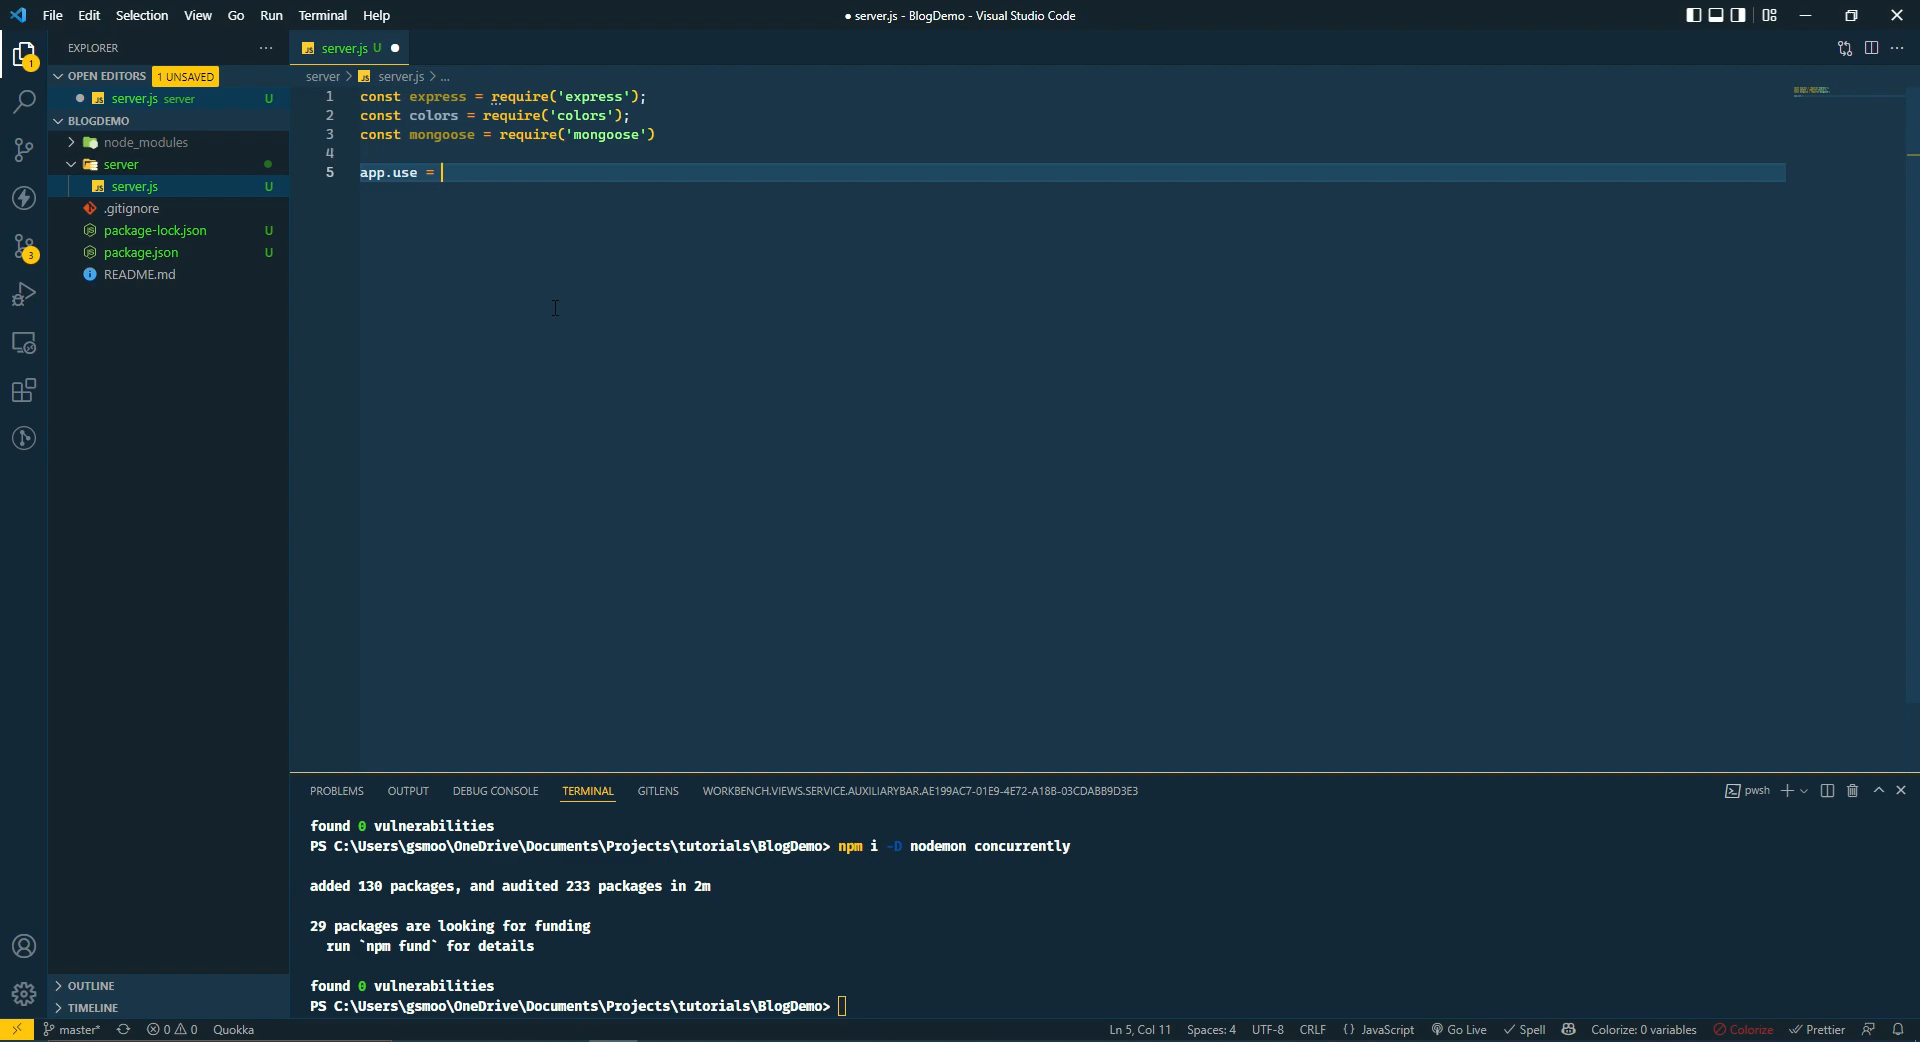 File Edit Selection View Go Run Terminal Help
● server.js - BlogDemo - Visual Studio Code
EXPLORER ...
JS server.js U ●
1
OPEN EDITORS 1 UNSAVED
server > JS server.js > ...
● JS server.js server U
BLOGDEMO
node_modules
server
JS server.js U
.gitignore
package-lock.json U
package.json U
README.md
3
1 const express = require('express');
2 const colors = require('colors');
3 const mongoose = require('mongoose')
4
5 app.use =
PROBLEMS OUTPUT DEBUG CONSOLE TERMINAL GITLENS WORKBENCH.VIEWS.SERVICE.AUXILIARYBAR.AE199AC7-01E9-4E72-A18B-03CDABB9D3E3
pwsh
found 0 vulnerabilities
PS C:\Users\gsmoo\OneDrive\Documents\Projects\tutorials\BlogDemo> npm i -D nodemon concurrently
added 130 packages, and audited 233 packages in 2m
29 packages are looking for funding
run `npm fund` for details
found 0 vulnerabilities
PS C:\Users\gsmoo\OneDrive\Documents\Projects\tutorials\BlogDemo>
OUTLINE
TIMELINE
master* 0 0 Quokka
Ln 5, Col 11 Spaces: 4 UTF-8 CRLF {} JavaScript Go Live Spell Colorize: 0 variables Colorize Prettier